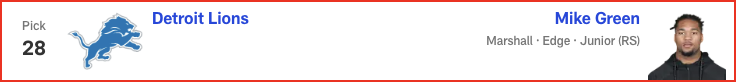 Pick
28
Detroit Lions
Mike Green
Marshall · Edge · Junior (RS)